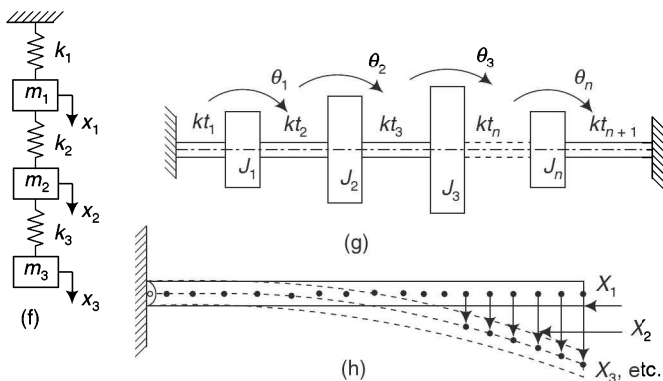 k₁
m₁
x₁
k₂
m₂
x₂
k₃
m₃
x₃
(f)
θ₁
θ₂
θ₃
θₙ
kt₁
kt₂
kt₃
ktₙ
ktₙ₊₁
J₁
J₂
J₃
Jₙ
(g)
X₁
X₂
X₃, etc.
(h)